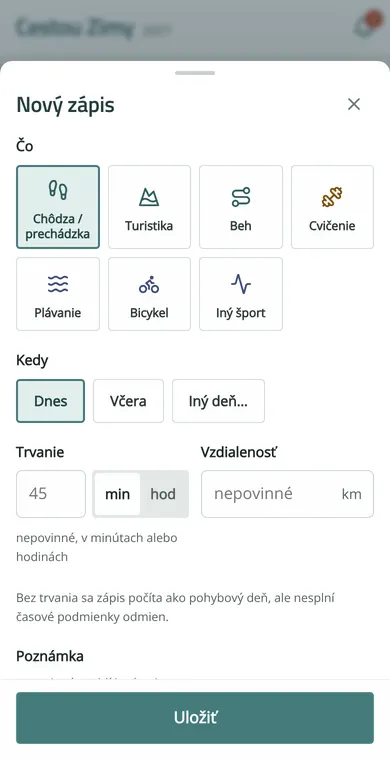 Cestou Zimy
Nový zápis
Čo
Chôdza /
prechádzka
Turistika
Beh
Cvičenie
Plávanie
Bicykel
Iný šport
Kedy
Dnes
Včera
Iný deň...
Trvanie
Vzdialenosť
45
min
hod
nepovinné
km
nepovinné, v minútach alebo
hodinách
Bez trvania sa zápis počíta ako pohybový deň, ale nesplní
časové podmienky odmien.
Poznámka
Uložiť